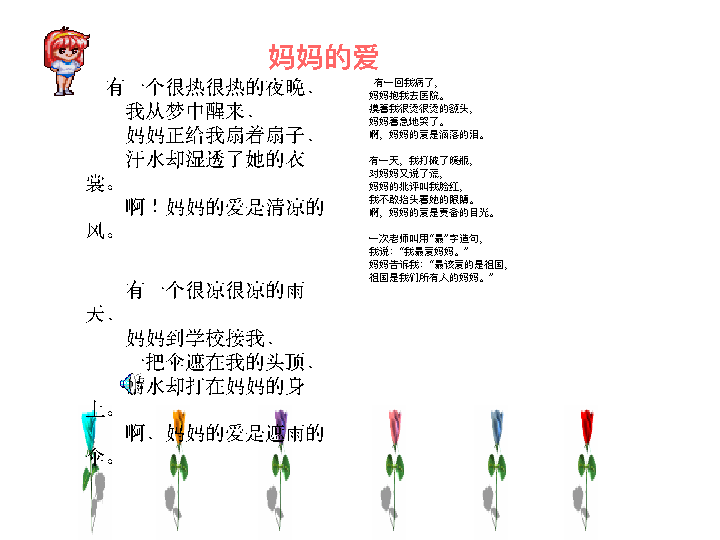 妈妈的爱
有一个很热很热的夜晚，
我从梦中醒来，
妈妈正给我扇着扇子，
汗水却湿透了她的衣
裳。
啊！妈妈的爱是清凉的
风。
有一个很凉很凉的雨
天，
妈妈到学校接我，
一把伞遮在我的头顶，
雨水却打在妈妈的身
上。
啊，妈妈的爱是遮雨的
伞。
有一回我病了，
妈妈抱我去医院。
摸着我很烫很烫的额头，
妈妈着急地哭了。
啊，妈妈的爱是滴落的泪。
有一天，我打破了暖瓶，
对妈妈又说了谎，
妈妈的批评叫我脸红，
我不敢抬头看她的眼睛。
啊，妈妈的爱是责备的目光。
一次老师叫用“最”字造句，
我说：“我最爱妈妈。”
妈妈告诉我：“最该爱的是祖国，
祖国是我们所有人的妈妈。”